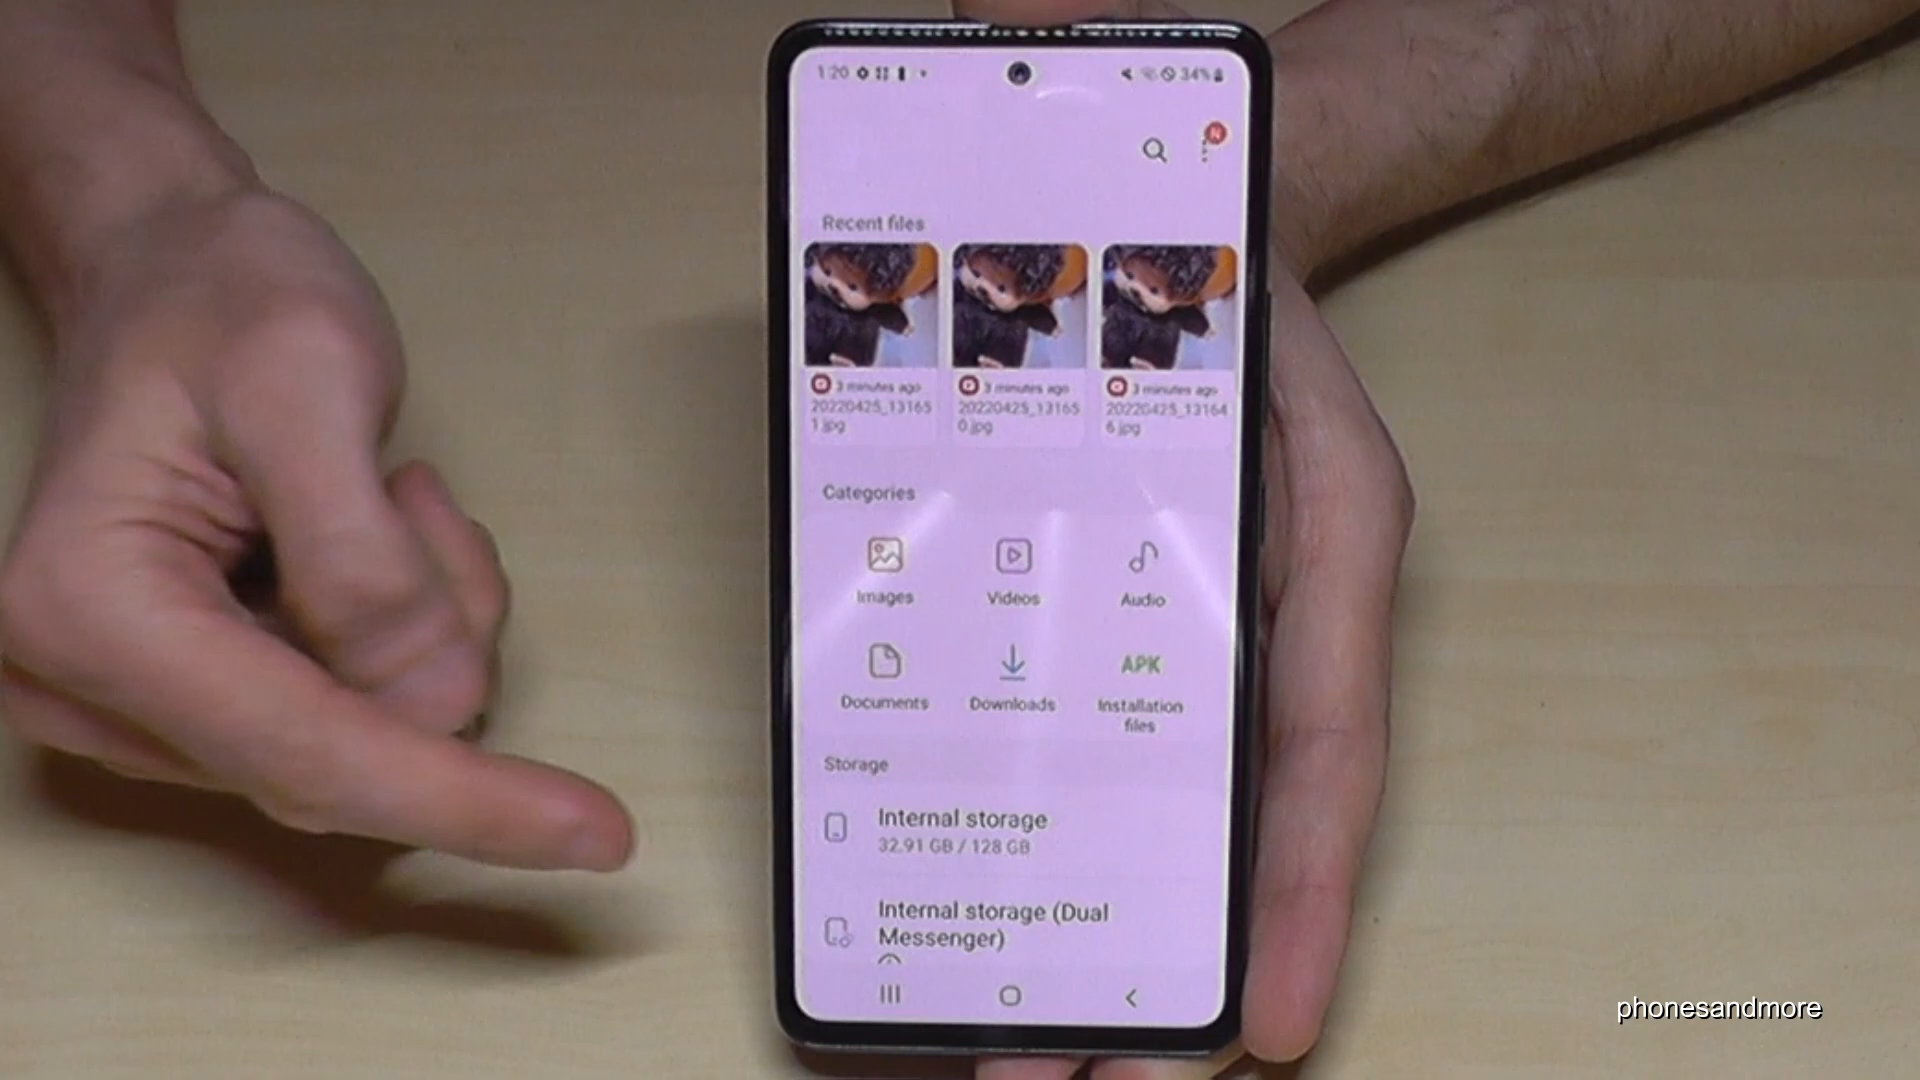 1:20
34%
N
Recent files
3 minutes ago
20220425_13165
1.jpg
3 minutes ago
20220425_13165
0.jpg
3 minutes ago
20220425_13164
6.jpg
Categories
Images
Videos
Audio
APK
Documents
Downloads
Installation
files
Storage
Internal storage
32.91 GB / 128 GB
Internal storage (Dual
Messenger)
phonesandmore